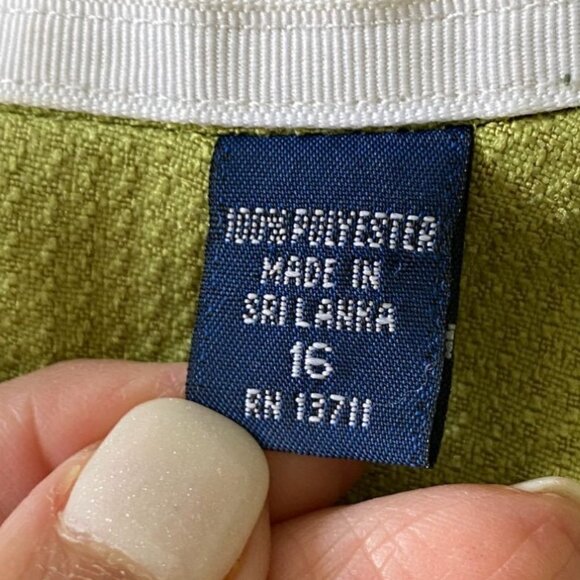 100% POLYESTER
MADE IN
SRI LANKA
16
RN 13711